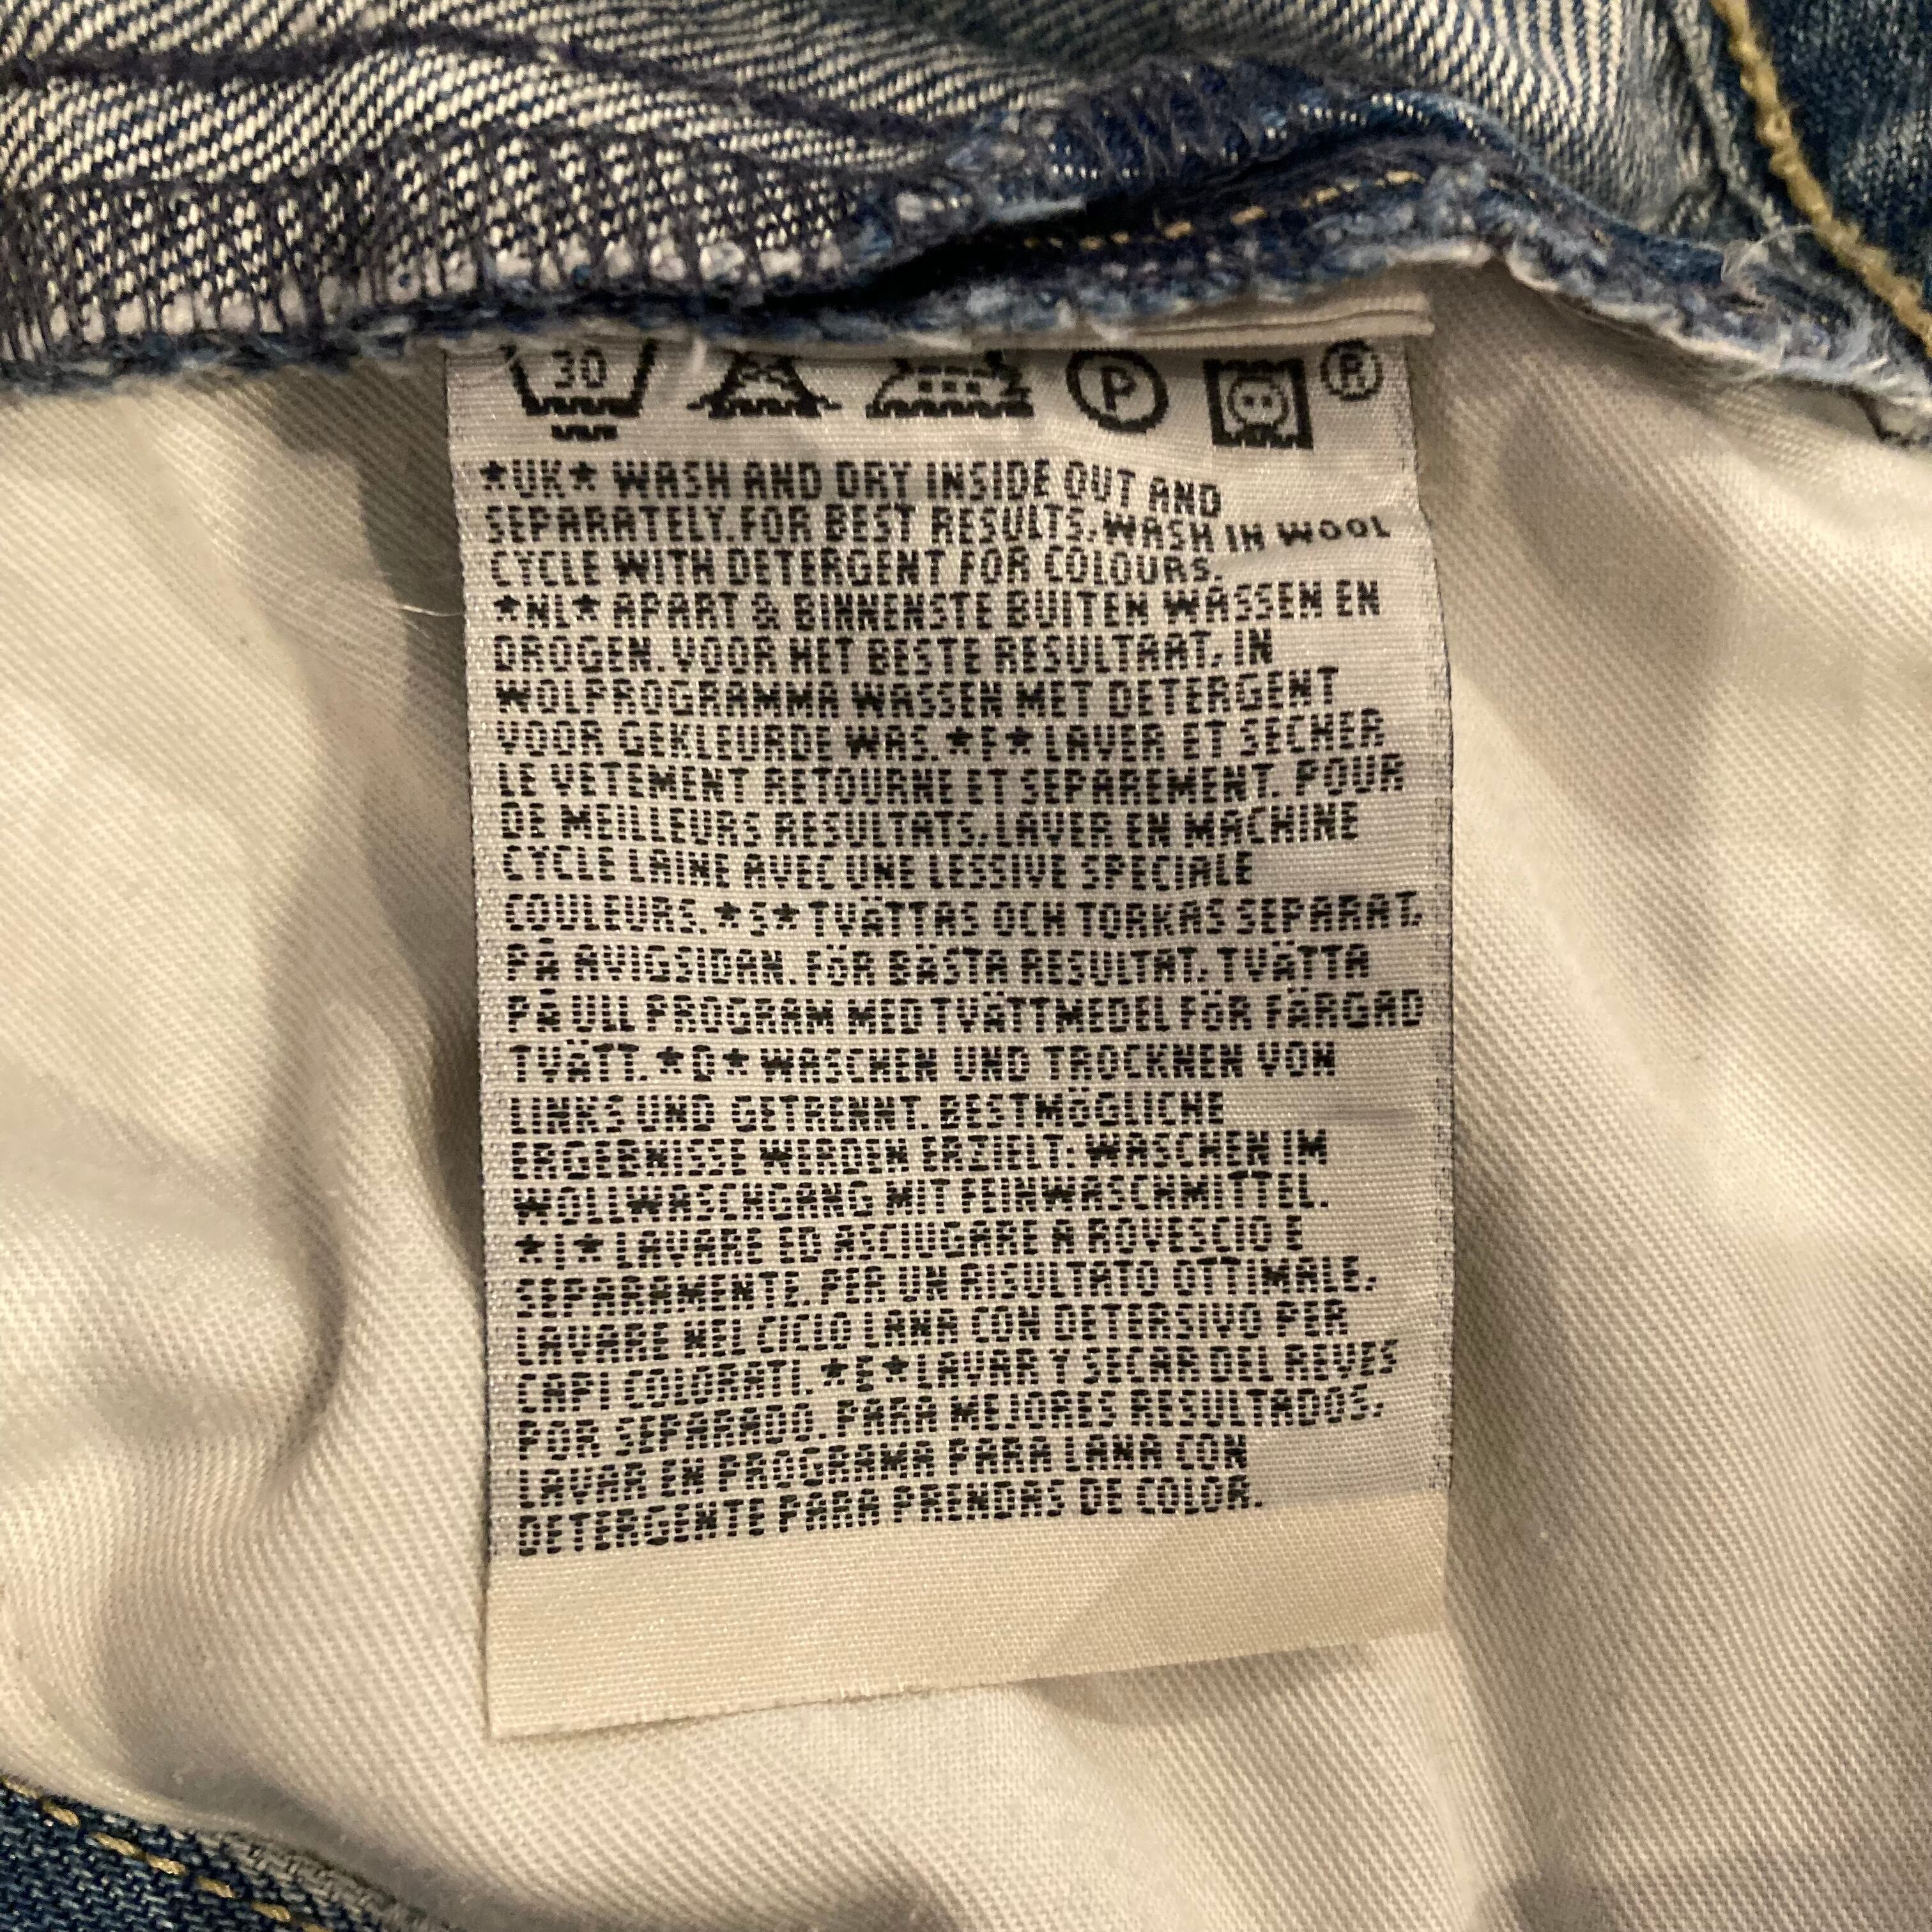 30 P ®
*UK* WASH AND DRY INSIDE OUT AND
SEPARATELY.FOR BEST RESULTS,WASH IN WOOL
CYCLE WITH DETERGENT FOR COLOURS.
*NL* APART & BINNENSTE BUITEN WASSEN EN
DROGEN.VOOR HET BESTE RESULTAAT, IN
WOLPROGRAMMA WASSEN MET DETERGENT
VOOR GEKLEURDE WAS. *F* LAVER ET SECHER
LE VETEMENT RETOURNE ET SEPAREMENT. POUR
DE MEILLEURS RESULTATS,LAVER EN MACHINE
CYCLE LAINE AVEC UNE LESSIVE SPECIALE
COULEURS. *S* TVÄTTAS OCH TORKAS SEPARAT,
PÅ AVIGSIDAN. FÖR BÄSTA RESULTAT, TVÄTTA
PÅ ULL PROGRAM MED TVÄTTMEDEL FÖR FÄRGAD
TVÄTT. *D* WASCHEN UND TROCKNEN VON
LINKS UND GETRENNT. BESTMÖGLICHE
ERGEBNISSE WERDEN ERZIELT: WASCHEN IM
WOLLWASCHGANG MIT FEINWASCHMITTEL.
*I* LAVARE ED ASCIUGARE A ROVESCIO E
SEPARAMENTE. PER UN RISULTATO OTTIMALE,
LAVARE NEL CICLO LANA CON DETERSIVO PER
CAPI COLORATI. *E* LAVAR Y SECAR DEL REVES
POR SEPARADO. PARA MEJORES RESULTADOS,
LAVAR EN PROGRAMA PARA LANA CON
DETERGENTE PARA PRENDAS DE COLOR.